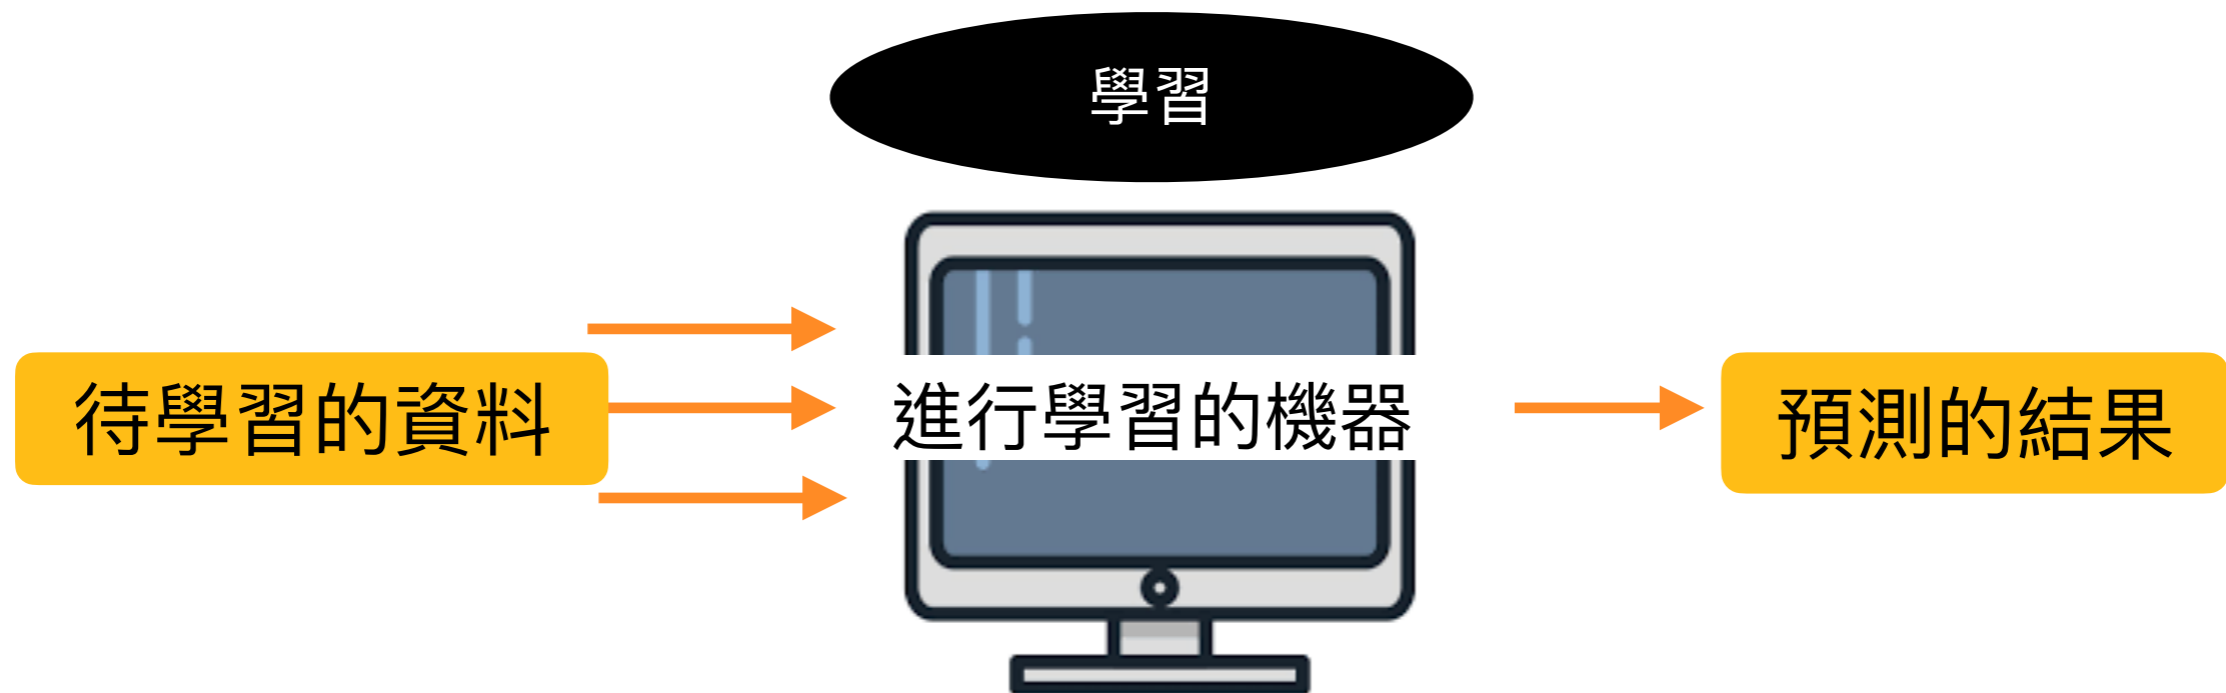 學習
待學習的資料
進行學習的機器
預測的結果